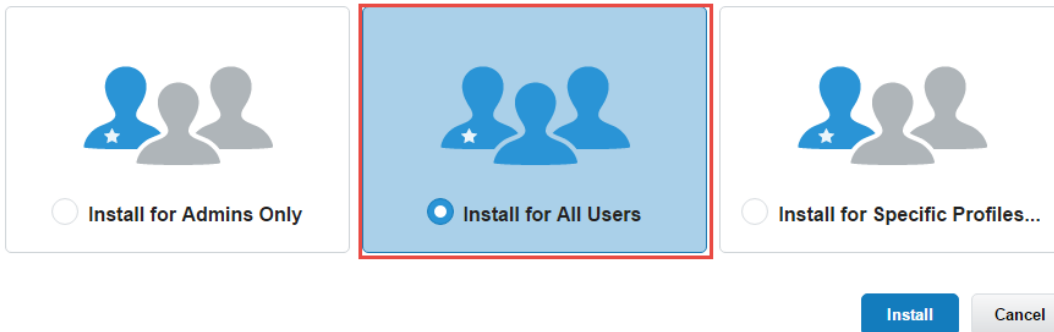 Install for Admins Only
Install for All Users
Install for Specific Profiles...
Install
Cancel